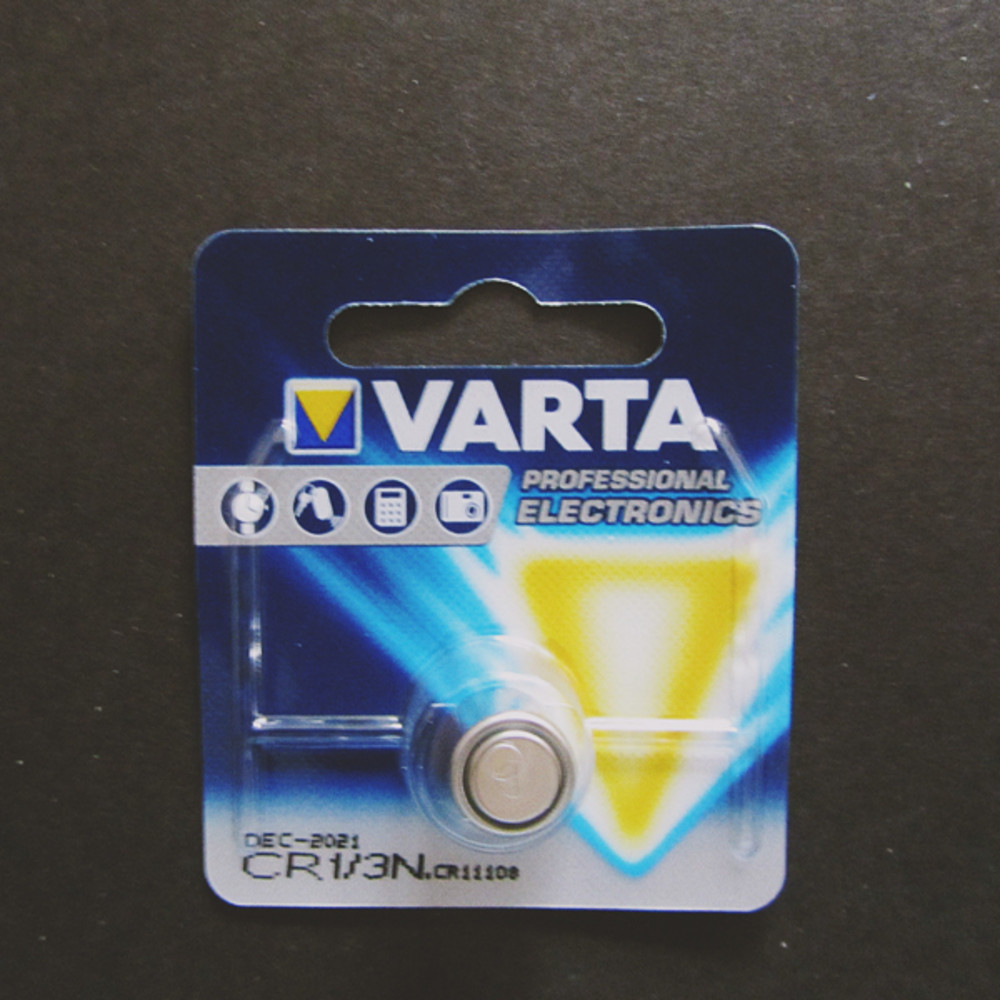 VARTA
PROFESSIONAL
ELECTRONICS
DEC-2021
CR1/3N.CR11108